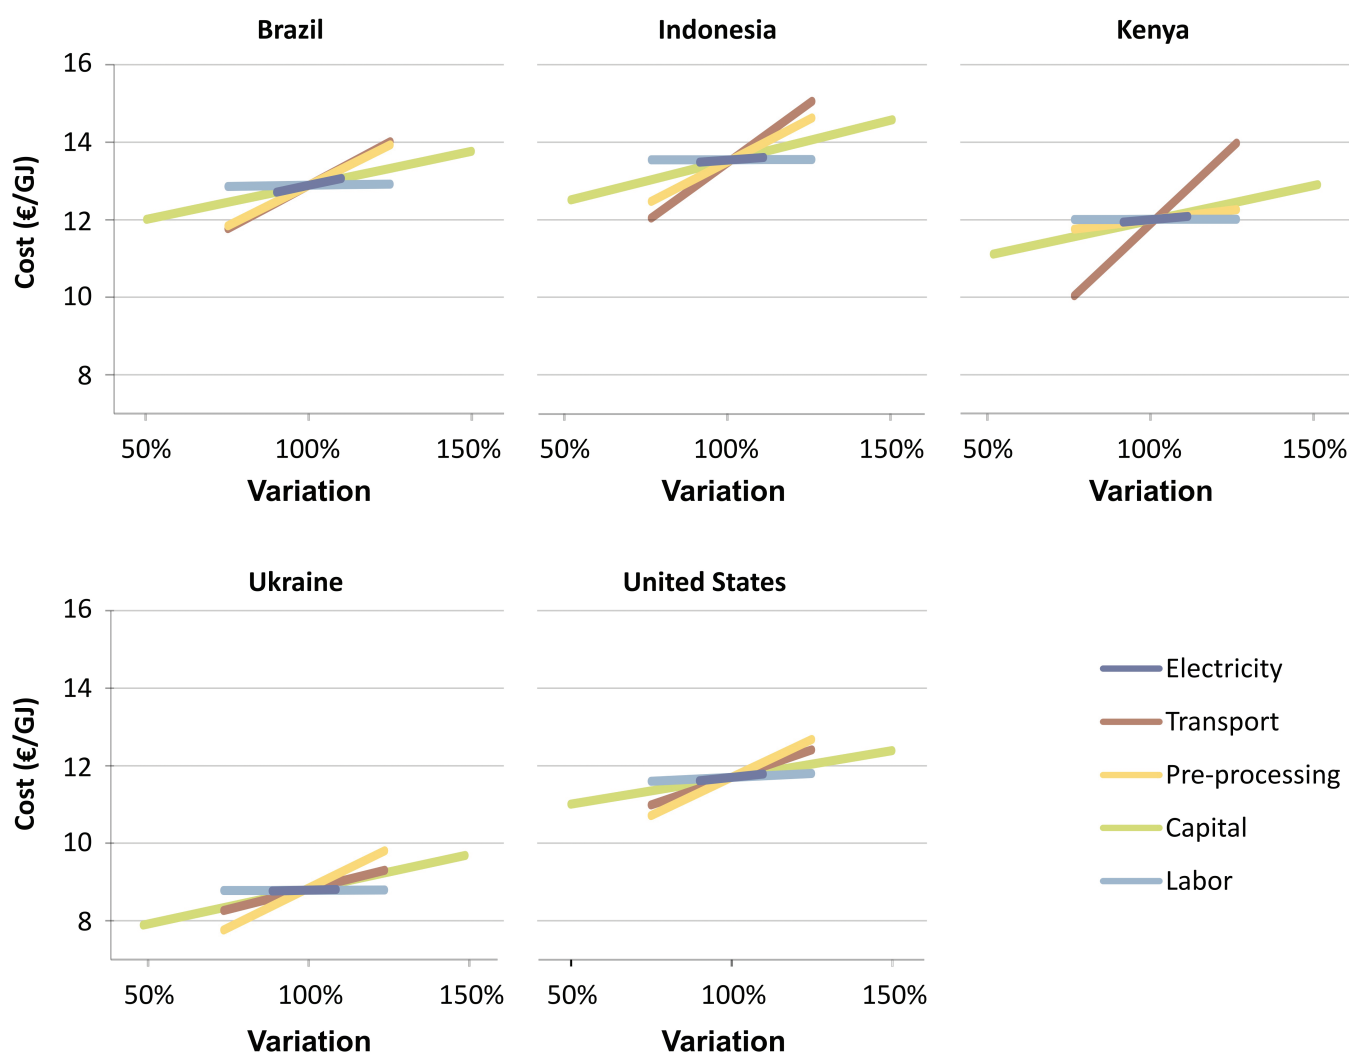 Brazil Indonesia Kenya
16
14
12
10
8
Cost (€/GJ)
50% 100% 150% 50% 100% 150% 50% 100% 150%
Variation Variation Variation
Ukraine United States
16
14
12
10
8
Cost (€/GJ)
50% 100% 150% 50% 100% 150%
Variation Variation
Electricity
Transport
Pre-processing
Capital
Labor